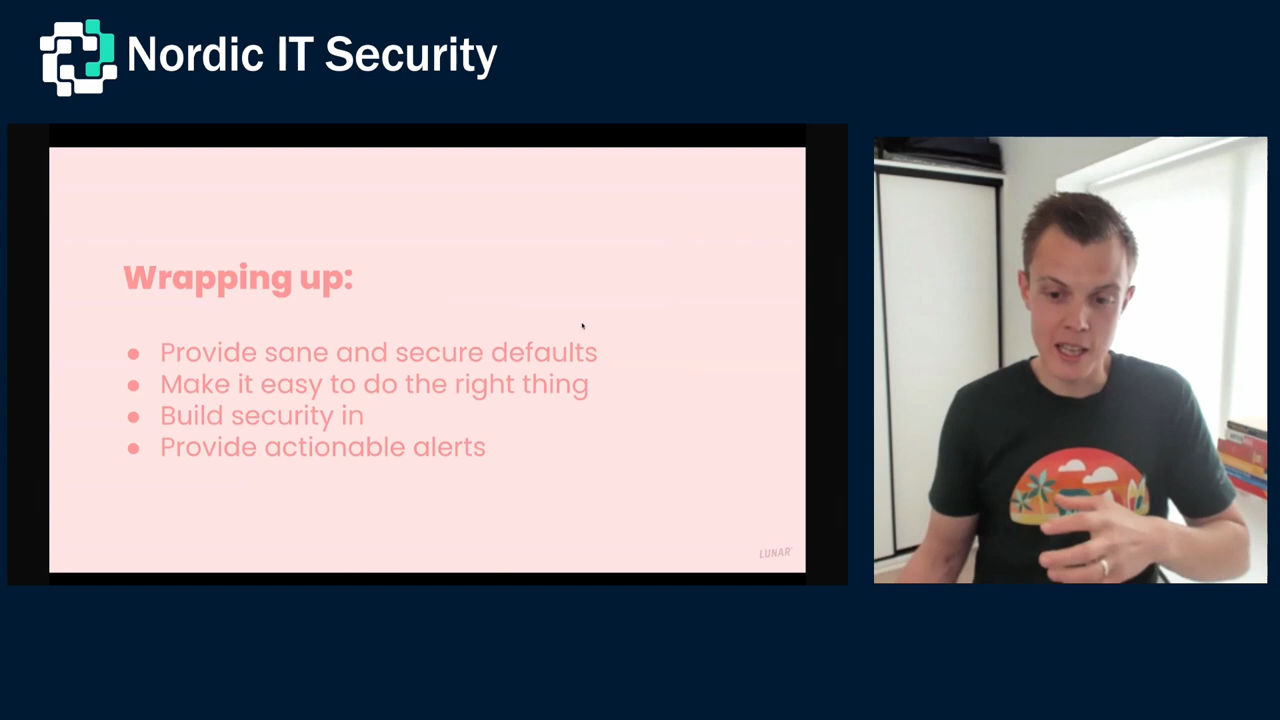 Nordic IT Security
Wrapping up:
● Provide sane and secure defaults
● Make it easy to do the right thing
● Build security in
● Provide actionable alerts
LUNAR